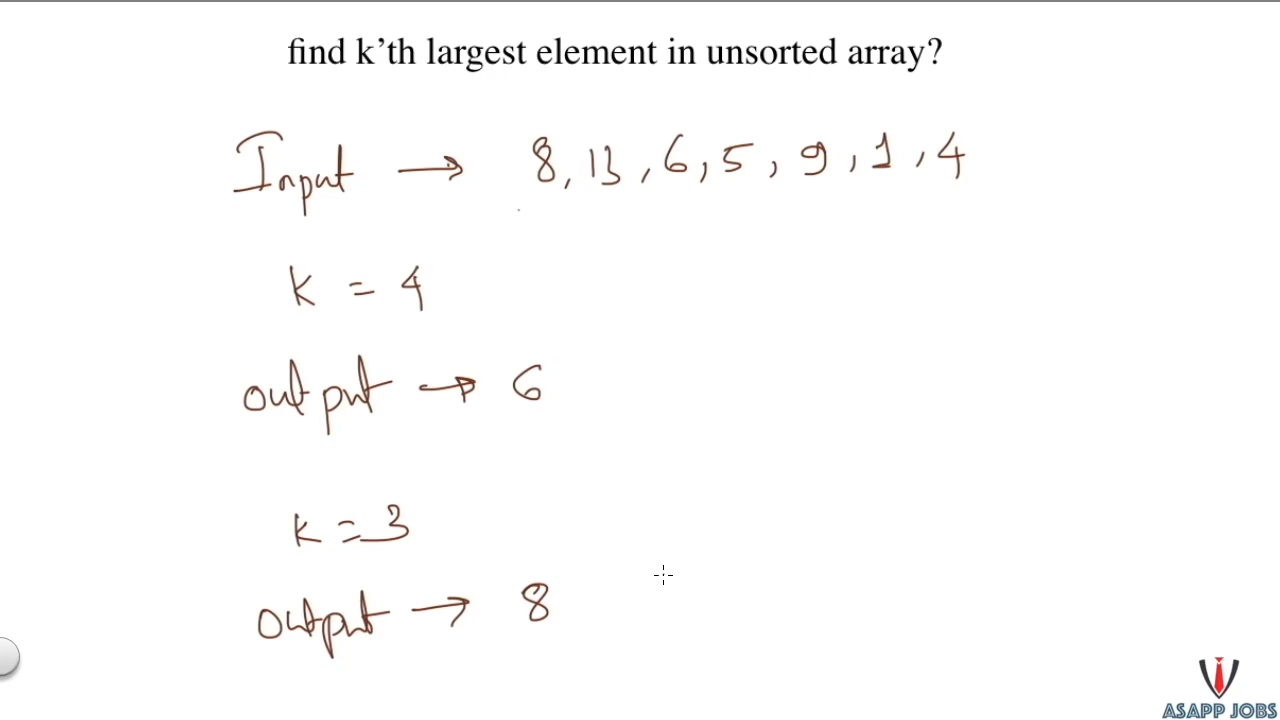 find k’th largest element in unsorted array?
Input → 8, 13, 6, 5, 9, 1, 4
k = 4
output → 6
k = 3
output → 8
ASAPP JOBS